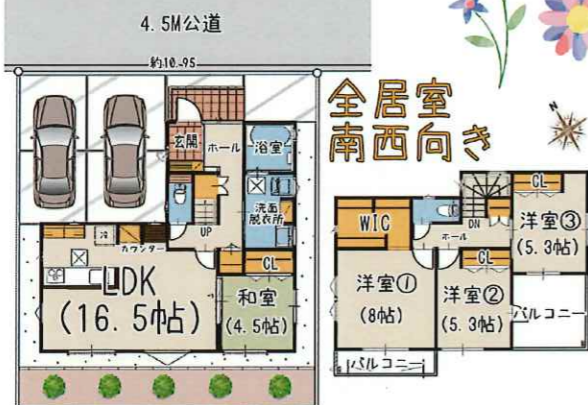 4.5M公道
約10.95
全居室
南西向き
N
玄関
ホール
浴室
洗面
脱衣所
UP
冷
カウンター
CL
LDK
(16.5帖)
和室
(4.5帖)
WIC
DN
ホール
CL
洋室③
(5.3帖)
洋室①
(8帖)
CL
洋室②
(5.3帖)
バルコニー
バルコニー